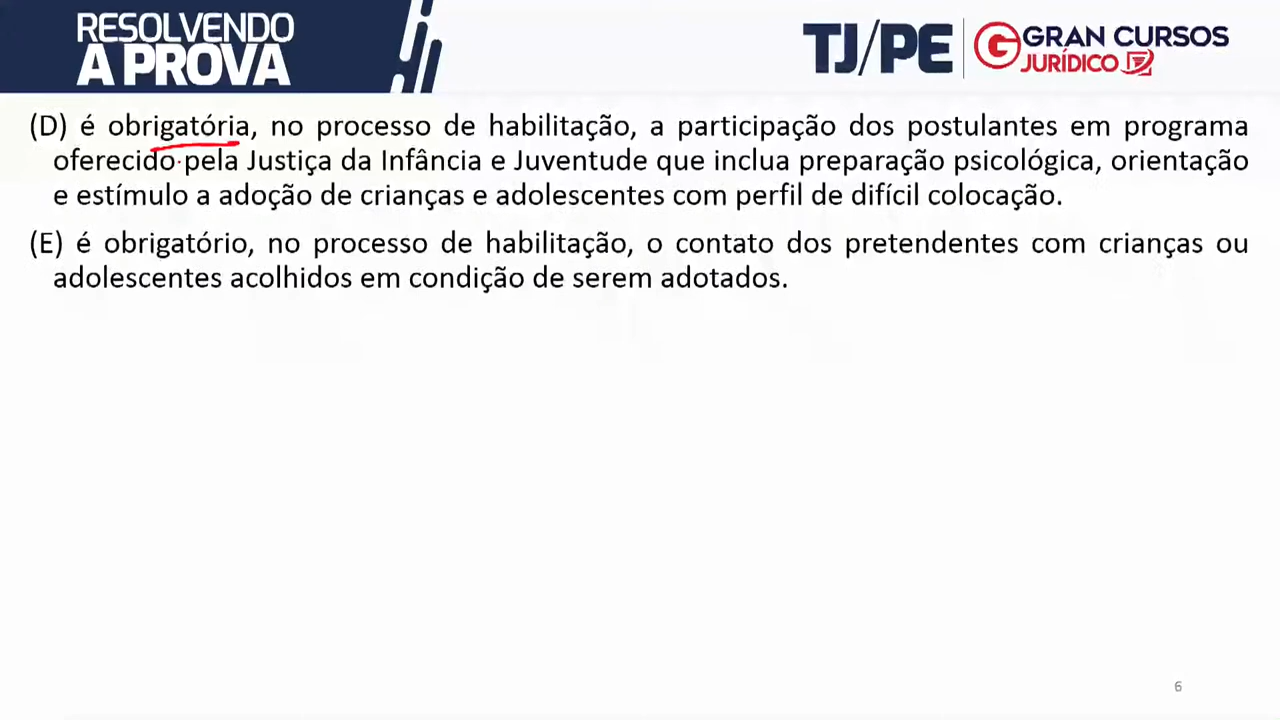 RESOLVENDO
A PROVA
TJ/PE
GRAN CURSOS
JURÍDICO
(D) é obrigatória, no processo de habilitação, a participação dos postulantes em programa
oferecido pela Justiça da Infância e Juventude que inclua preparação psicológica, orientação
e estímulo a adoção de crianças e adolescentes com perfil de difícil colocação.
(E) é obrigatório, no processo de habilitação, o contato dos pretendentes com crianças ou
adolescentes acolhidos em condição de serem adotados.
6